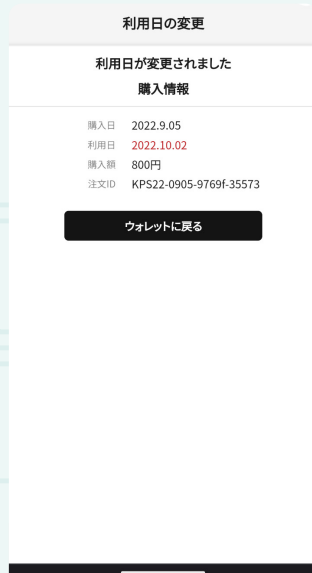 利用日の変更
利用日が変更されました
購入情報
購入日 2022.9.05
利用日 2022.10.02
購入額 800円
注文ID KPS22-0905-9769f-35573
ウォレットに戻る